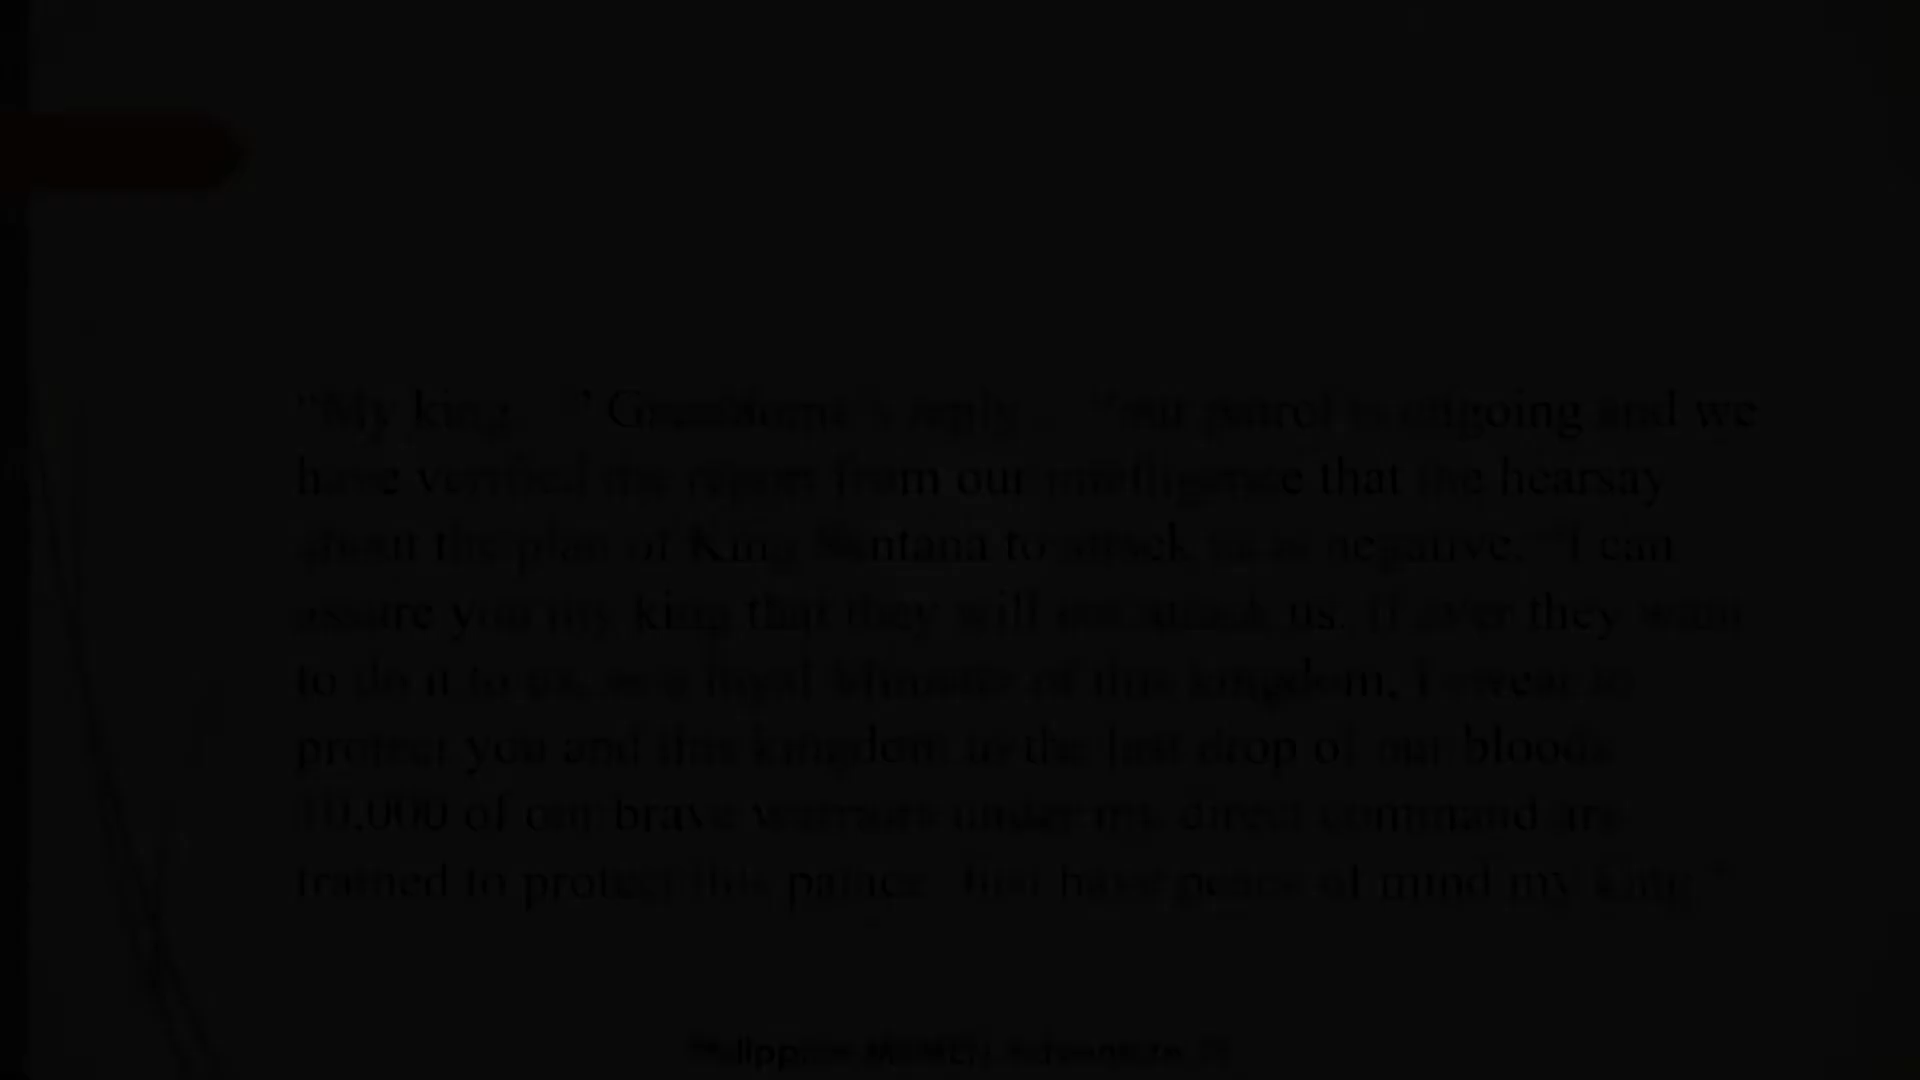 "My king reply patrol is ongoing and we
have verified the report from our intelligence that the hearsay
about the plan of King Santana to attack us is negative. I can
assure you my king that they will not attack us. If ever they want
to do it to us, as a loyal of this kingdom, I swear to
protect you and this kingdom to the last drop of our bloods
10,000 of our brave warriors under my direct command are
trained to protect this palace. Just have peace of mind my king."